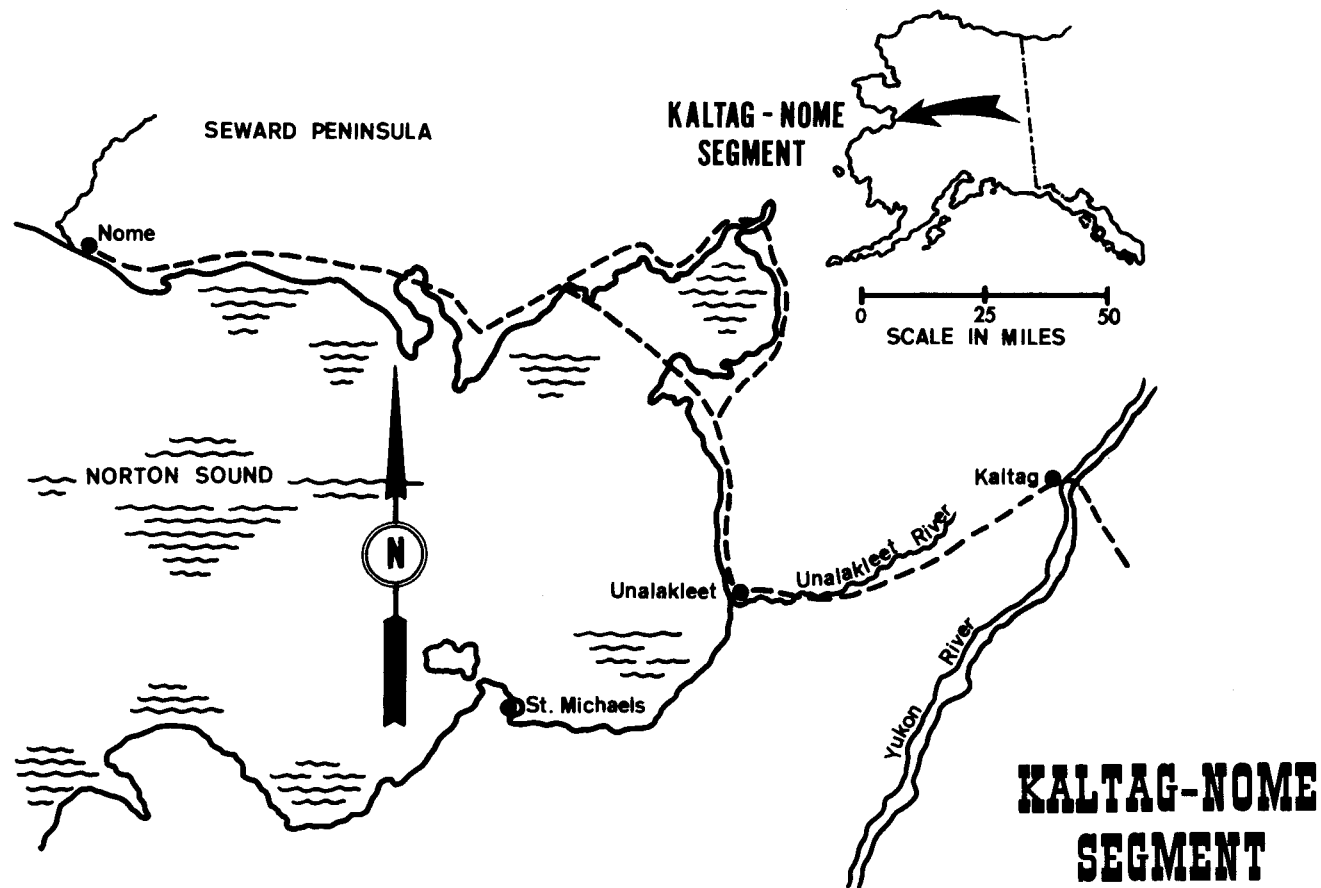 KALTAG - NOME
SEGMENT
SEWARD PENINSULA
Nome
0 25 50
SCALE IN MILES
NORTON SOUND
N
Kaltag
Unalakleet River
Unalakleet
St. Michaels
Yukon River
KALTAG-NOME
SEGMENT